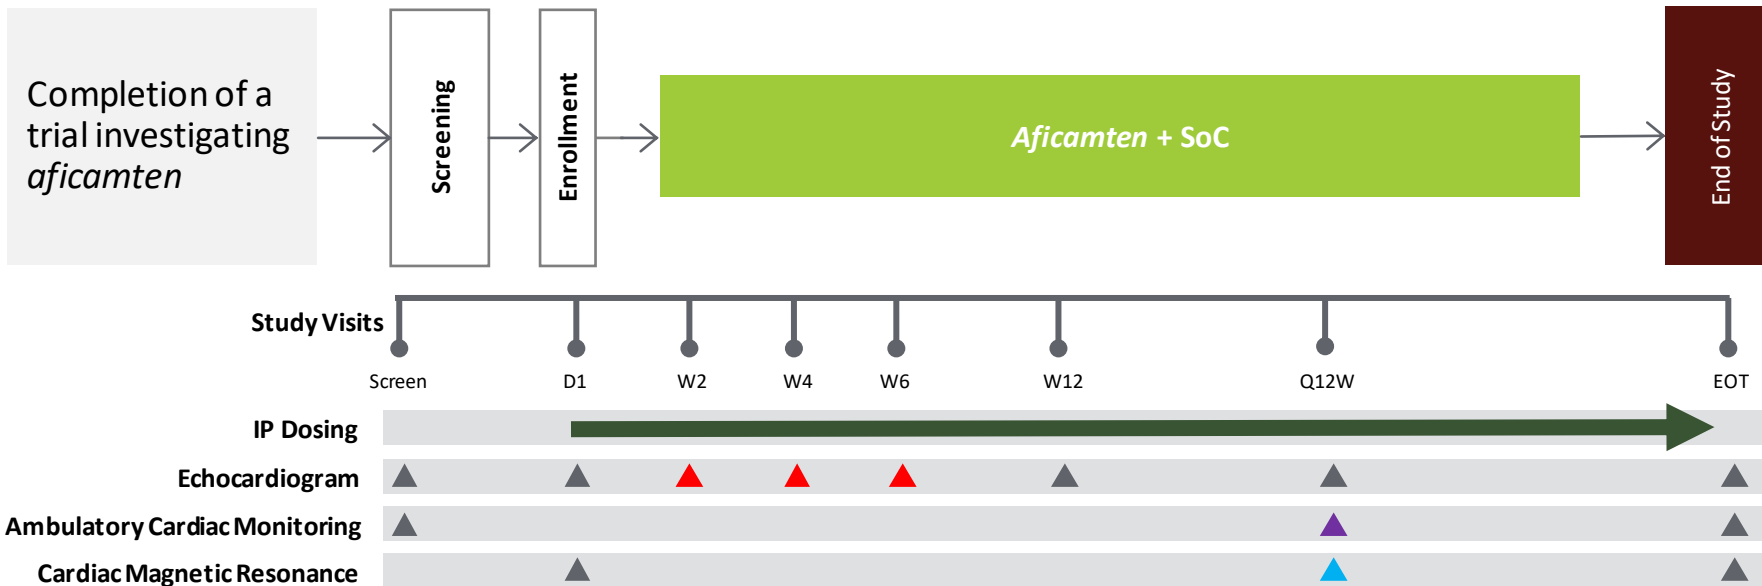 Completion of a
trial investigating
aficamten
Screening
Enrollment
Aficamten + SoC
End of Study
Study Visits
Screen D1 W2 W4 W6 W12 Q12W EOT
IP Dosing
Echocardiogram
Ambulatory Cardiac Monitoring
Cardiac Magnetic Resonance